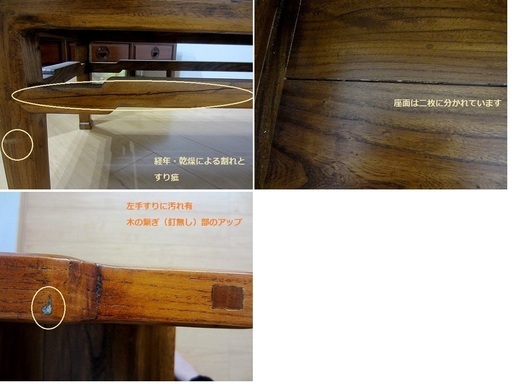 経年・乾燥による割れと
すり疵
座面は二枚に分かれています
左手すりに汚れ有
木の繋ぎ（釘無し）部のアップ